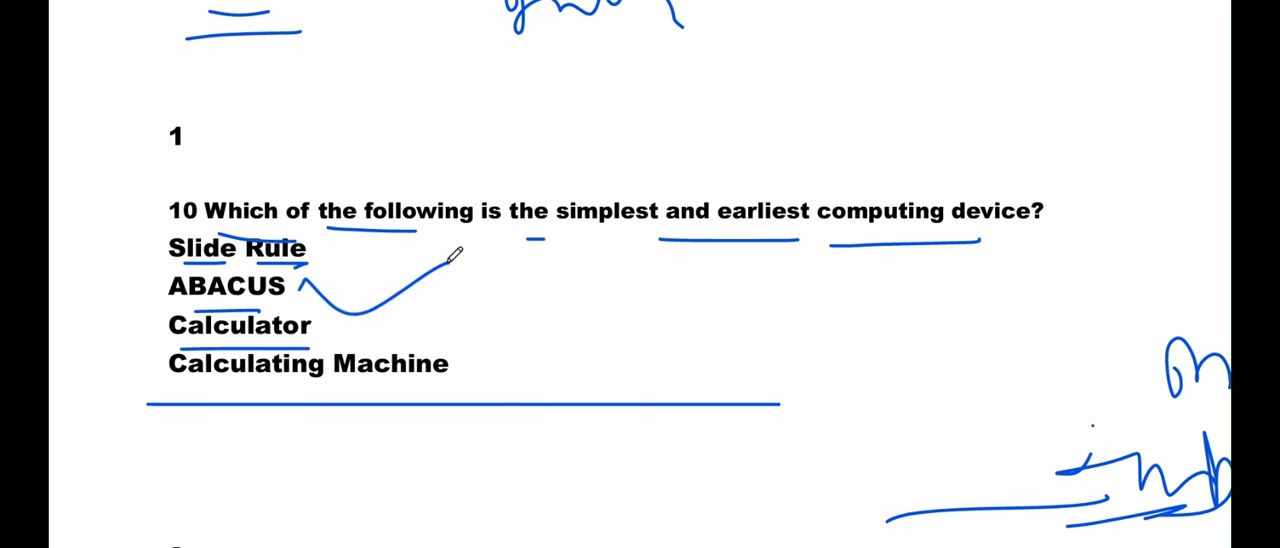 1
10 Which of the following is the simplest and earliest computing device?
Slide Rule
ABACUS
Calculator
Calculating Machine